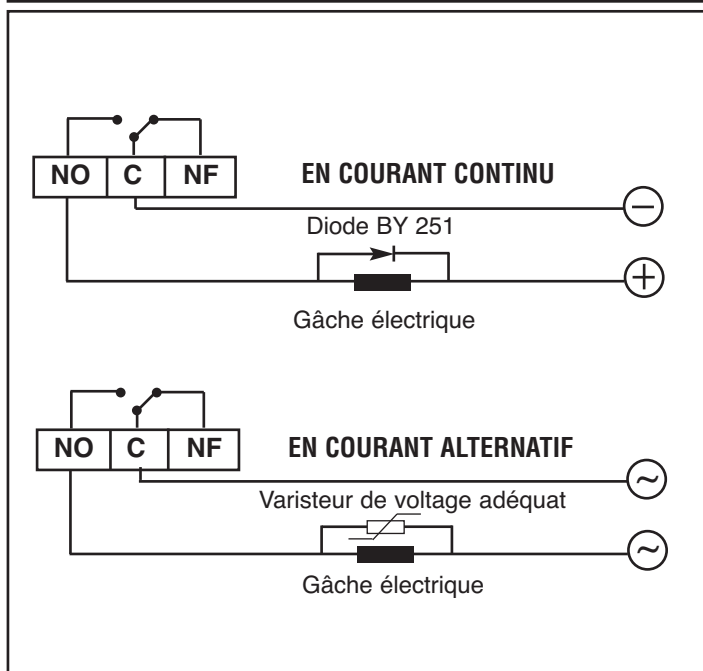 NO C NF
EN COURANT CONTINU
−
Diode BY 251
+
Gâche électrique
NO C NF
EN COURANT ALTERNATIF
~
Varisteur de voltage adéquat
~
Gâche électrique